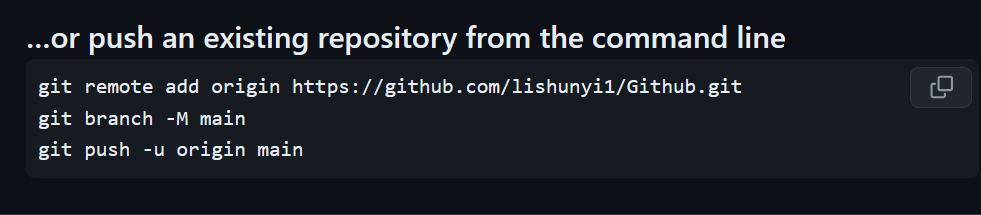 ...or push an existing repository from the command line
git remote add origin https://github.com/lishunyi1/Github.git
git branch -M main
git push -u origin main